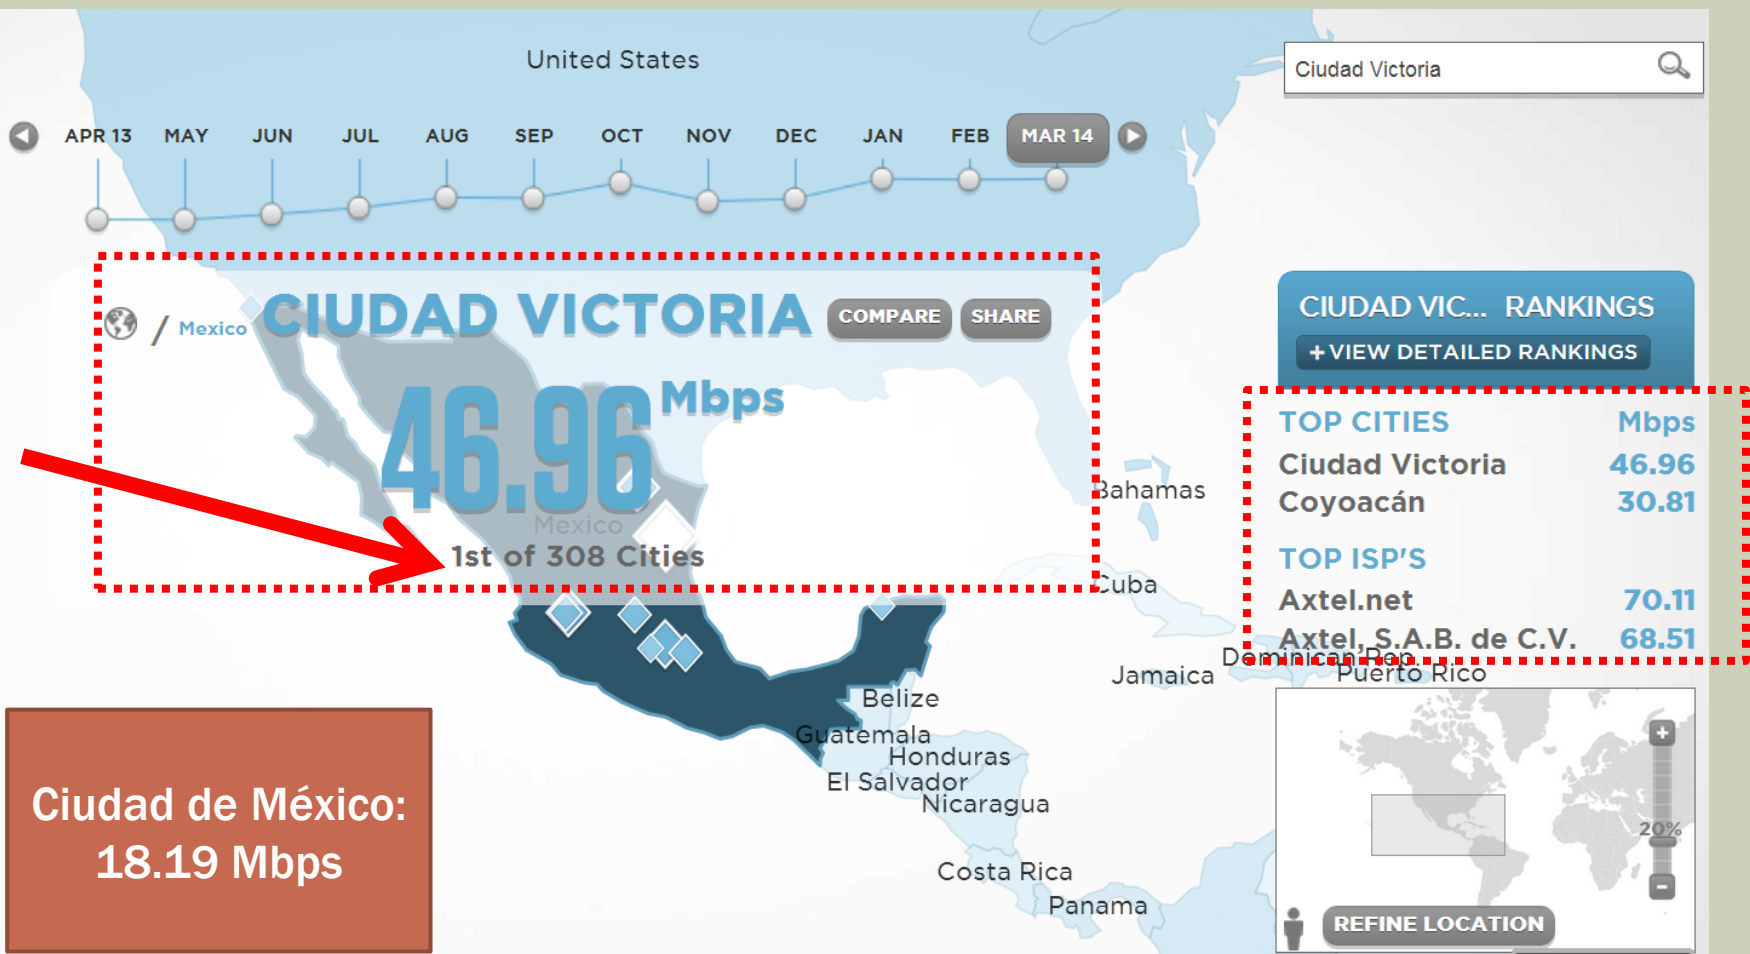 United States
Ciudad Victoria
APR 13 MAY JUN JUL AUG SEP OCT NOV DEC JAN FEB MAR 14
/ Mexico CIUDAD VICTORIA COMPARE SHARE
46.96 Mbps
Mexico
1st of 308 Cities
CIUDAD VIC... RANKINGS
+ VIEW DETAILED RANKINGS
TOP CITIES Mbps
Ciudad Victoria 46.96
Coyoacán 30.81
TOP ISP'S
Axtel.net 70.11
Axtel, S.A.B. de C.V. 68.51
Bahamas
Cuba
Dominican Rep.
Puerto Rico
Jamaica
Belize
Guatemala
Honduras
El Salvador
Nicaragua
Costa Rica
Panama
Ciudad de México:
18.19 Mbps
+
20%
-
REFINE LOCATION